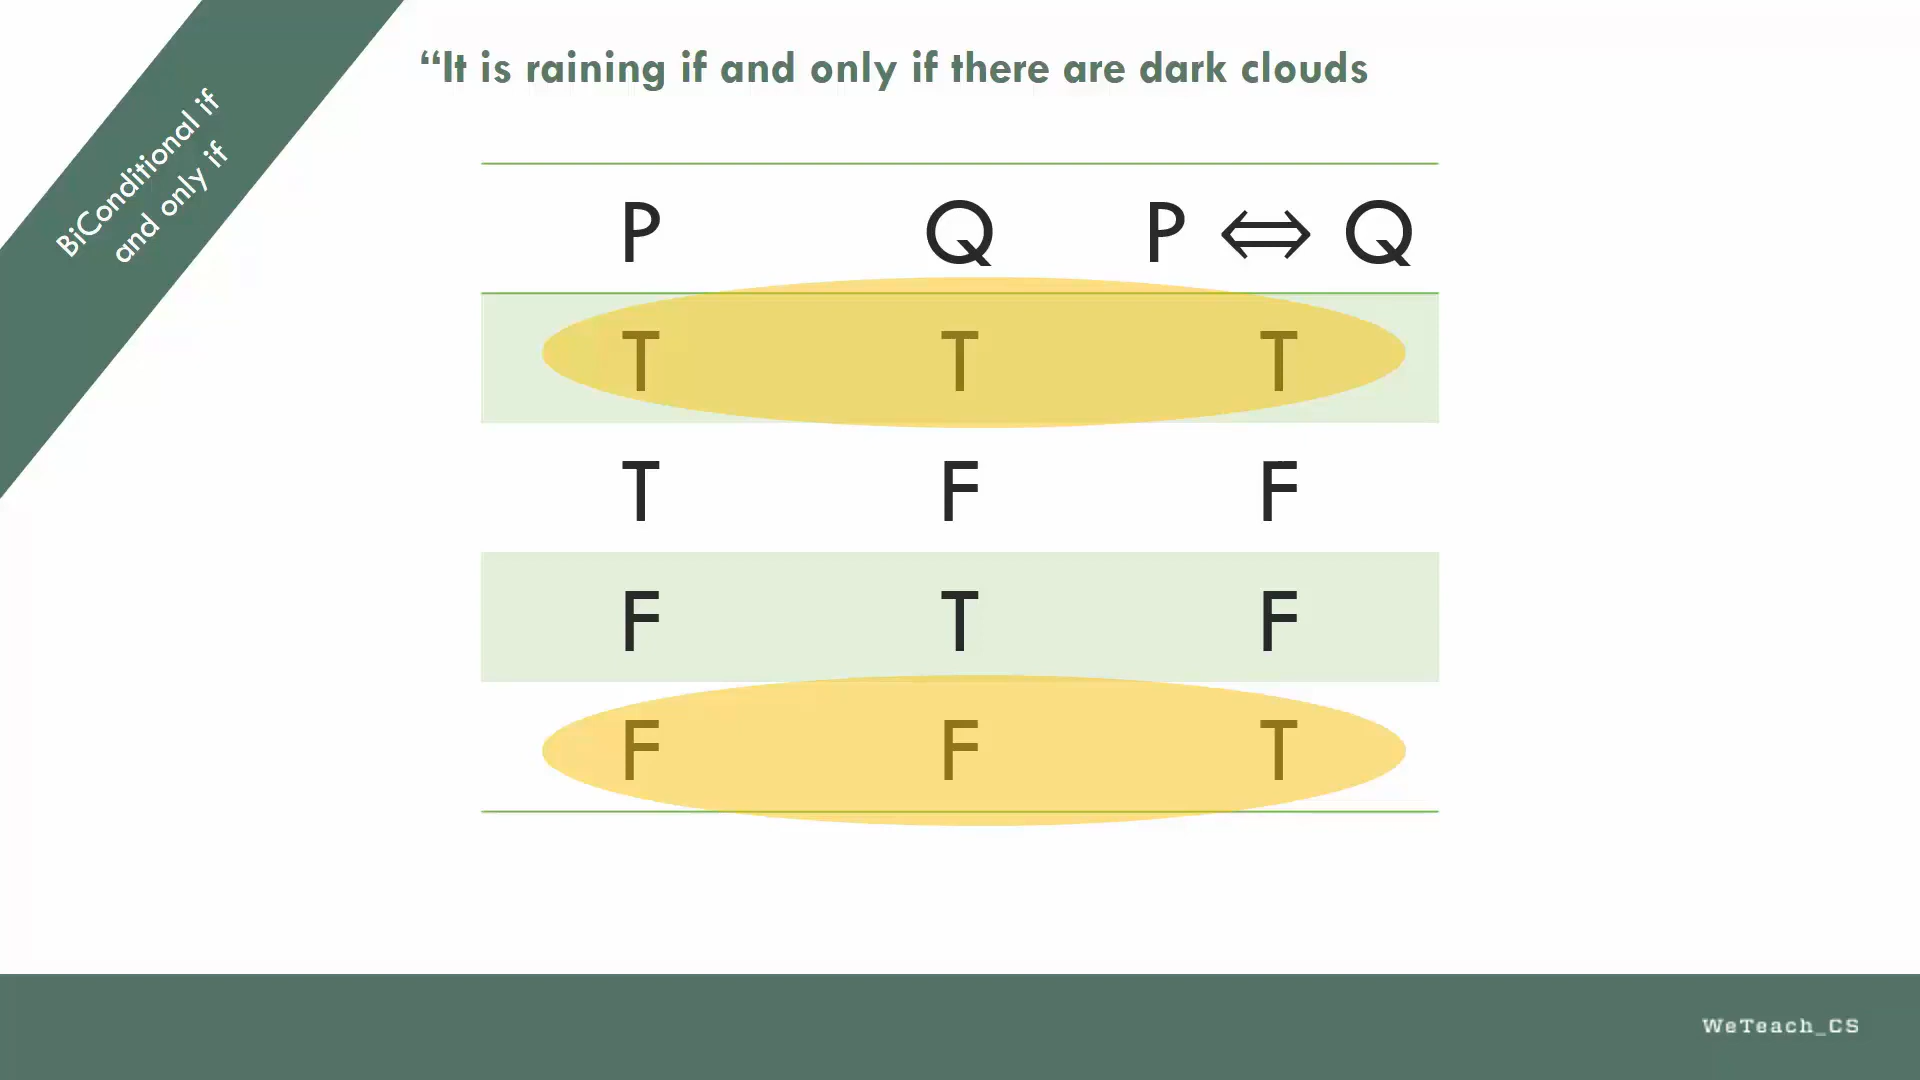 BiConditional if
and only if
“It is raining if and only if there are dark clouds
P Q P ⇔ Q
T T T
T F F
F T F
F F T
WeTeach_CS